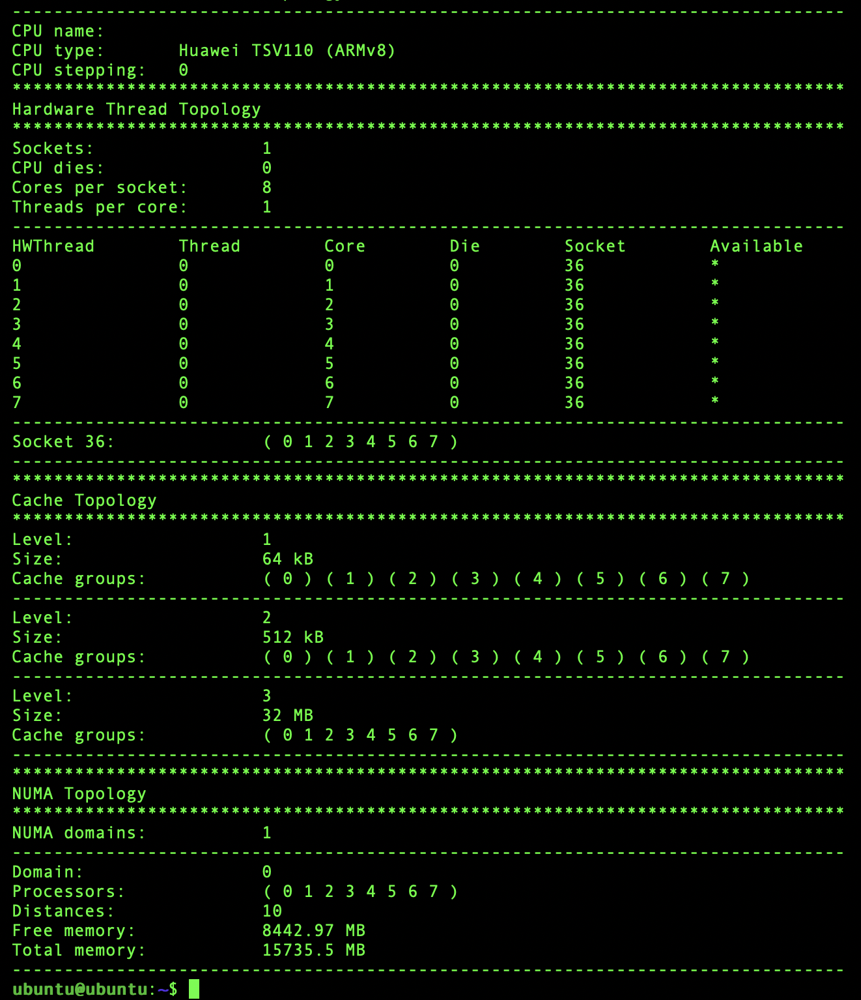 --------------------------------------------------------------------------------
CPU name:
CPU type: Huawei TSV110 (ARMv8)
CPU stepping: 0
********************************************************************************
Hardware Thread Topology
********************************************************************************
Sockets: 1
CPU dies: 0
Cores per socket: 8
Threads per core: 1
--------------------------------------------------------------------------------
HWThread Thread Core Die Socket Available
0 0 0 0 36 *
1 0 1 0 36 *
2 0 2 0 36 *
3 0 3 0 36 *
4 0 4 0 36 *
5 0 5 0 36 *
6 0 6 0 36 *
7 0 7 0 36 *
--------------------------------------------------------------------------------
Socket 36: ( 0 1 2 3 4 5 6 7 )
--------------------------------------------------------------------------------
********************************************************************************
Cache Topology
********************************************************************************
Level: 1
Size: 64 kB
Cache groups: ( 0 ) ( 1 ) ( 2 ) ( 3 ) ( 4 ) ( 5 ) ( 6 ) ( 7 )
--------------------------------------------------------------------------------
Level: 2
Size: 512 kB
Cache groups: ( 0 ) ( 1 ) ( 2 ) ( 3 ) ( 4 ) ( 5 ) ( 6 ) ( 7 )
--------------------------------------------------------------------------------
Level: 3
Size: 32 MB
Cache groups: ( 0 1 2 3 4 5 6 7 )
--------------------------------------------------------------------------------
********************************************************************************
NUMA Topology
********************************************************************************
NUMA domains: 1
--------------------------------------------------------------------------------
Domain: 0
Processors: ( 0 1 2 3 4 5 6 7 )
Distances: 10
Free memory: 8442.97 MB
Total memory: 15735.5 MB
--------------------------------------------------------------------------------
ubuntu@ubuntu:~$